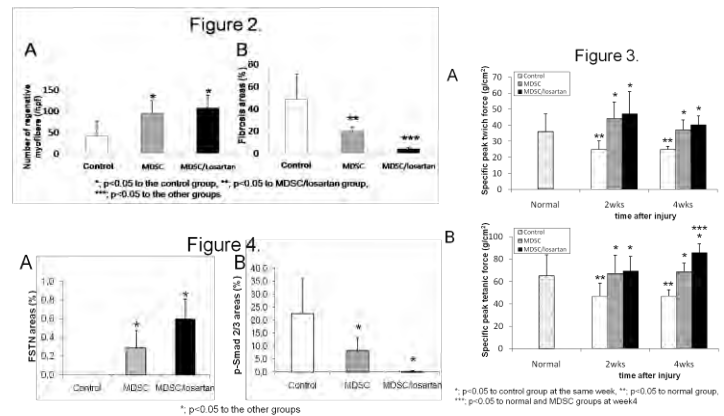 Figure 2.
A
Number of regenative
myofibers (/hpf)
150
100
50
0
*
*
Control
MDSC
MDSC/losartan
B
Fibrosis areas (%)
80
60
40
20
0
**
***
Control
MDSC
MDSC/Losartan
*; p<0.05 to the control group, **; p<0.05 to MDSC/losartan group,
***; p<0.05 to the other groups
Figure 4.
A
FSTN areas (%)
1.0
0.8
0.6
0.4
0.2
0.0
*
*
Control
MDSC
MDSC/losartan
B
p-Smad 2/3 areas (%)
40.0
35.0
30.0
25.0
20.0
15.0
10.0
5.0
0.0
*
*
Control
MDSC
MDSC/losartan
*; p<0.05 to the other groups
Figure 3.
A
Specific peak twich force (g/cm²)
70
60
50
40
30
20
10
0
Control
MDSC
MDSC/losartan
**
*
*
**
*
*
Normal
2wks
4wks
time after injury
B
Specific peak tetanic force (g/cm²)
100
80
60
40
20
0
Control
MDSC
MDSC/losartan
**
*
*
**
*
***
*
Normal
2wks
4wks
time after injury
*; p<0.05 to control group at the same week, **; p<0.05 to normal group,
***; p<0.05 to normal and MDSC groups at week4